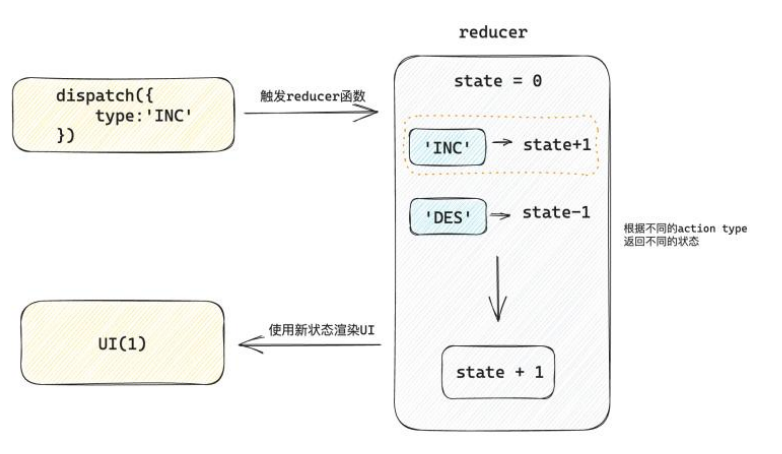 reducer
dispatch({
type:'INC'
})
触发reducer函数
state = 0
'INC'
state+1
'DES'
state-1
根据不同的action type
返回不同的状态
UI(1)
使用新状态渲染UI
state + 1